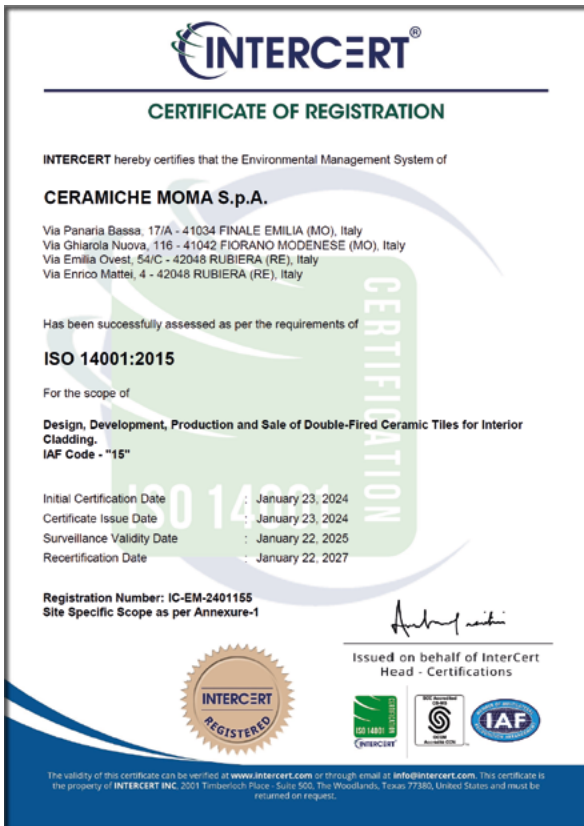 INTERCERT®
CERTIFICATE OF REGISTRATION
INTERCERT hereby certifies that the Environmental Management System of
CERAMICHE MOMA S.p.A.
Via Panaria Bassa, 17/A - 41034 FINALE EMILIA (MO), Italy
Via Ghiarola Nuova, 116 - 41042 FIORANO MODENESE (MO), Italy
Via Emilia Ovest, 54/C - 42048 RUBIERA (RE), Italy
Via Enrico Mattei, 4 - 42048 RUBIERA (RE), Italy
Has been successfully assessed as per the requirements of
ISO 14001:2015
For the scope of
Design, Development, Production and Sale of Double-Fired Ceramic Tiles for Interior
Cladding.
IAF Code - "15"
Initial Certification Date : January 23, 2024
Certificate Issue Date : January 23, 2024
Surveillance Validity Date : January 22, 2025
Recertification Date : January 22, 2027
CERTIFICATION
ISO 14001
Registration Number: IC-EM-2401155
Site Specific Scope as per Annexure-1
Issued on behalf of InterCert
Head - Certifications
INTERCERT
REGISTERED
ISO 14001
INTERCERT
IAF
The validity of this certificate can be verified at www.intercert.com or through email at info@intercert.com. This certificate is
the property of INTERCERT INC, 2001 Timberloch Place - Suite 500, The Woodlands, Texas 77380, United States and must be
returned on request.